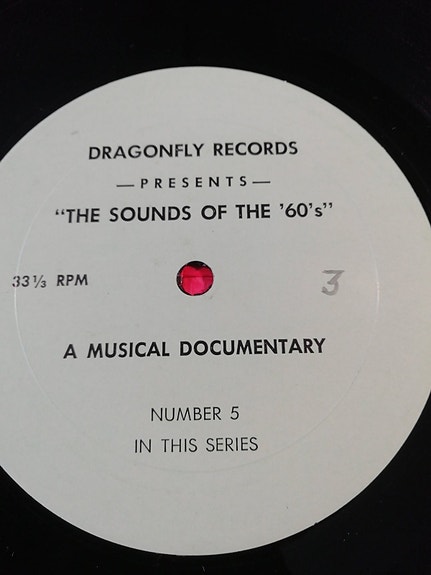 DRAGONFLY RECORDS
—PRESENTS—
“THE SOUNDS OF THE '60's”
33⅓ RPM
3
A MUSICAL DOCUMENTARY
NUMBER 5
IN THIS SERIES